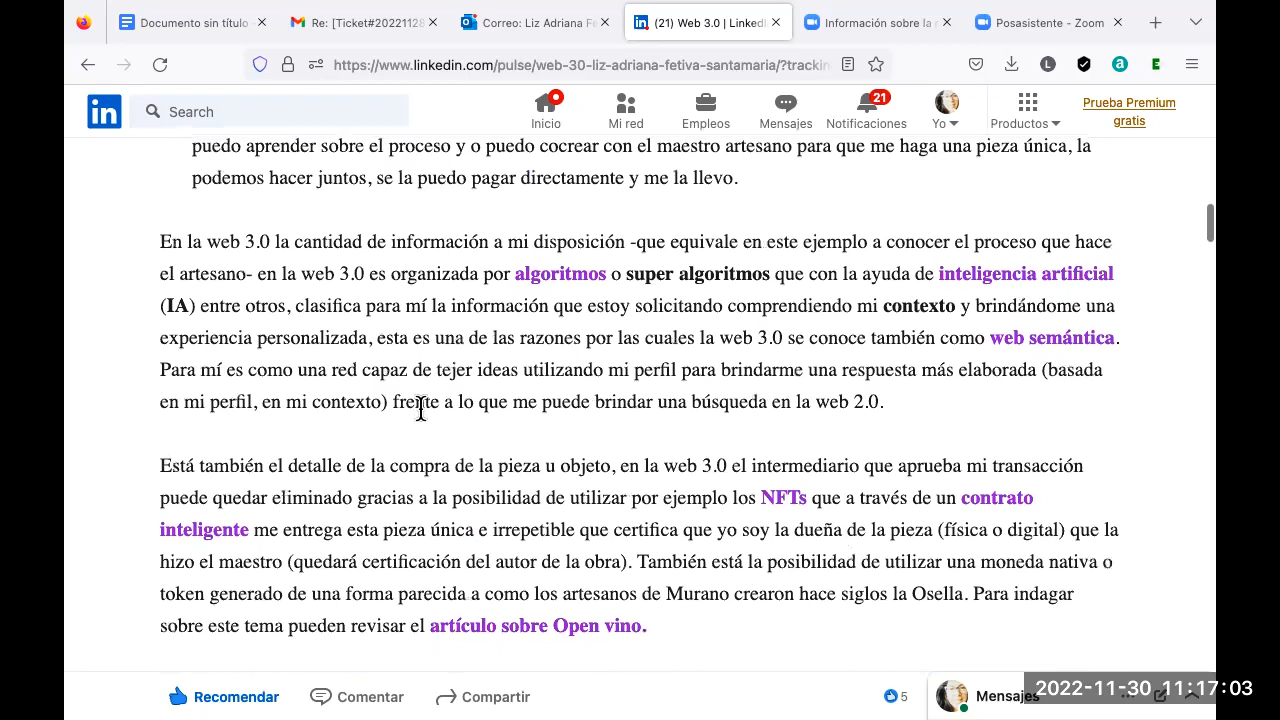 Documento sin título
Re: [Ticket#20221128
Correo: Liz Adriana Fe
(21) Web 3.0 | LinkedI
Información sobre la
Posasistente - Zoom
https://www.linkedin.com/pulse/web-30-liz-adriana-fetiva-santamaria/?trackin
in
Search
Inicio
Mi red
Empleos
Mensajes
21
Notificaciones
Yo
Productos
Prueba Premium
gratis
puedo aprender sobre el proceso y o puedo cocrear con el maestro artesano para que me haga una pieza única, la
podemos hacer juntos, se la puedo pagar directamente y me la llevo.
En la web 3.0 la cantidad de información a mi disposición -que equivale en este ejemplo a conocer el proceso que hace
el artesano- en la web 3.0 es organizada por algoritmos o super algoritmos que con la ayuda de inteligencia artificial
(IA) entre otros, clasifica para mí la información que estoy solicitando comprendiendo mi contexto y brindándome una
experiencia personalizada, esta es una de las razones por las cuales la web 3.0 se conoce también como web semántica.
Para mí es como una red capaz de tejer ideas utilizando mi perfil para brindarme una respuesta más elaborada (basada
en mi perfil, en mi contexto) frente a lo que me puede brindar una búsqueda en la web 2.0.
Está también el detalle de la compra de la pieza u objeto, en la web 3.0 el intermediario que aprueba mi transacción
puede quedar eliminado gracias a la posibilidad de utilizar por ejemplo los NFTs que a través de un contrato
inteligente me entrega esta pieza única e irrepetible que certifica que yo soy la dueña de la pieza (física o digital) que la
hizo el maestro (quedará certificación del autor de la obra). También está la posibilidad de utilizar una moneda nativa o
token generado de una forma parecida a como los artesanos de Murano crearon hace siglos la Osella. Para indagar
sobre este tema pueden revisar el artículo sobre Open vino.
Recomendar
Comentar
Compartir
5
Mensajes
2022-11-30 11:17:03